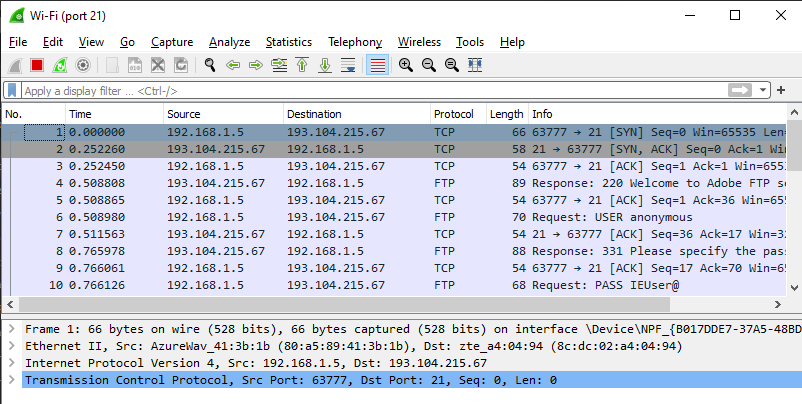 Wi-Fi (port 21)
File Edit View Go Capture Analyze Statistics Telephony Wireless Tools Help
Apply a display filter ... <Ctrl-/>
No. Time Source Destination Protocol Length Info
1 0.000000 192.168.1.5 193.104.215.67 TCP 66 63777 → 21 [SYN] Seq=0 Win=65535 Len=
2 0.252260 193.104.215.67 192.168.1.5 TCP 58 21 → 63777 [SYN, ACK] Seq=0 Ack=1 Win=
3 0.252450 192.168.1.5 193.104.215.67 TCP 54 63777 → 21 [ACK] Seq=1 Ack=1 Win=6553
4 0.508808 193.104.215.67 192.168.1.5 FTP 89 Response: 220 Welcome to Adobe FTP se
5 0.508865 192.168.1.5 193.104.215.67 TCP 54 63777 → 21 [ACK] Seq=1 Ack=36 Win=655
6 0.508980 192.168.1.5 193.104.215.67 FTP 70 Request: USER anonymous
7 0.511563 193.104.215.67 192.168.1.5 TCP 54 21 → 63777 [ACK] Seq=36 Ack=17 Win=32
8 0.765978 193.104.215.67 192.168.1.5 FTP 88 Response: 331 Please specify the pass
9 0.766061 192.168.1.5 193.104.215.67 TCP 54 63777 → 21 [ACK] Seq=17 Ack=70 Win=65
10 0.766126 192.168.1.5 193.104.215.67 FTP 68 Request: PASS IEUser@
Frame 1: 66 bytes on wire (528 bits), 66 bytes captured (528 bits) on interface \Device\NPF_{B017DDE7-37A5-48BD
Ethernet II, Src: AzureWav_41:3b:1b (80:a5:89:41:3b:1b), Dst: zte_a4:04:94 (8c:dc:02:a4:04:94)
Internet Protocol Version 4, Src: 192.168.1.5, Dst: 193.104.215.67
Transmission Control Protocol, Src Port: 63777, Dst Port: 21, Seq: 0, Len: 0